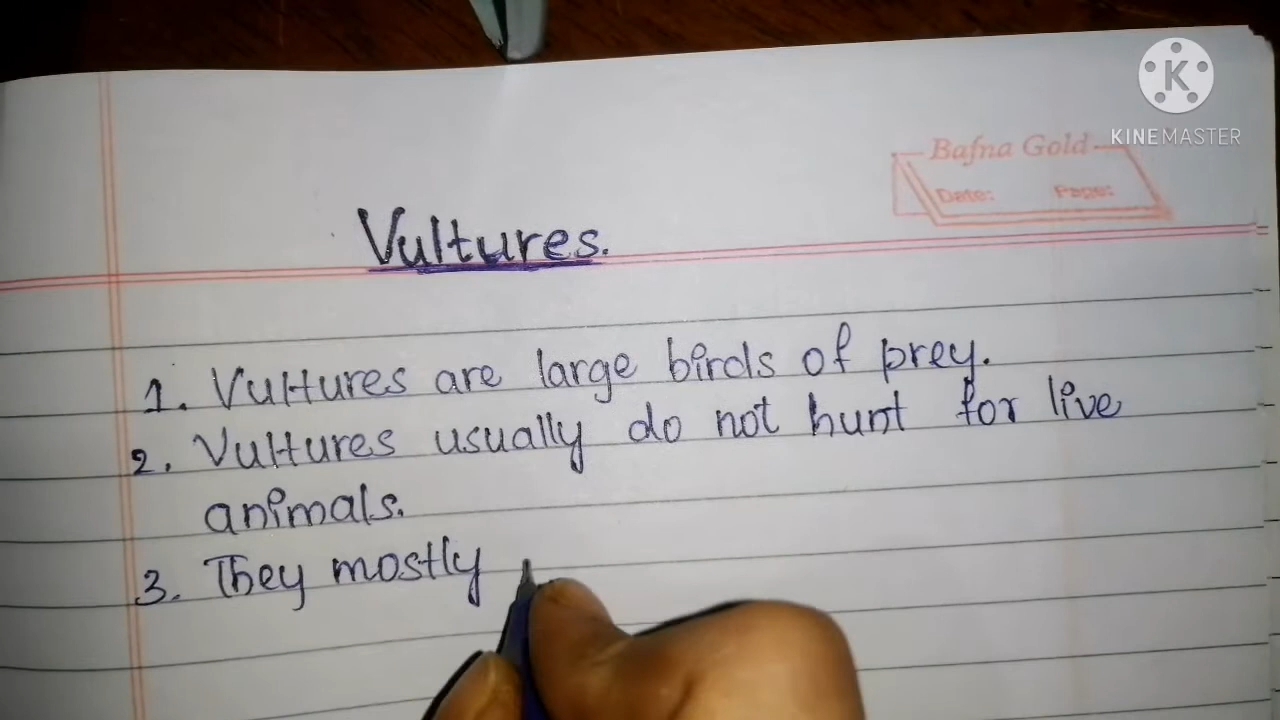 K
KINEMASTER
Bafna Gold
Date: Page:
Vultures.
1. Vultures are large birds of prey.
2. Vultures usually do not hunt for live
animals.
3. They mostly